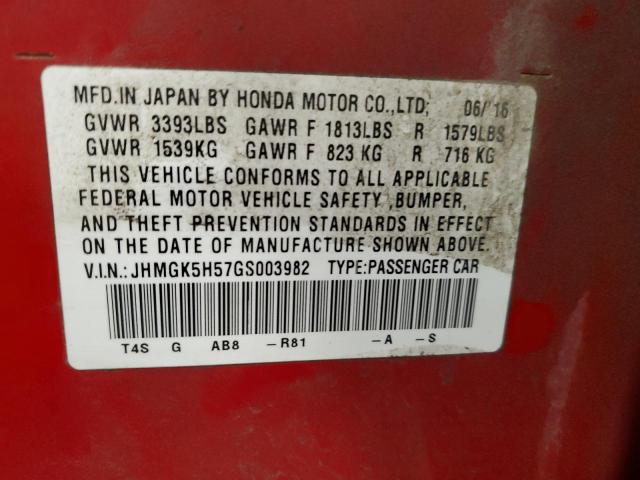 MFD.IN JAPAN BY HONDA MOTOR CO.,LTD; 06/16
GVWR 3393LBS GAWR F 1813LBS R 1579LBS
GVWR 1539KG GAWR F 823 KG R 716 KG
THIS VEHICLE CONFORMS TO ALL APPLICABLE
FEDERAL MOTOR VEHICLE SAFETY ,BUMPER,
AND THEFT PREVENTION STANDARDS IN EFFECT
ON THE DATE OF MANUFACTURE SHOWN ABOVE.
V.I.N.: JHMGK5H57GS003982 TYPE:PASSENGER CAR
T4S G AB8 -R81 -A -S